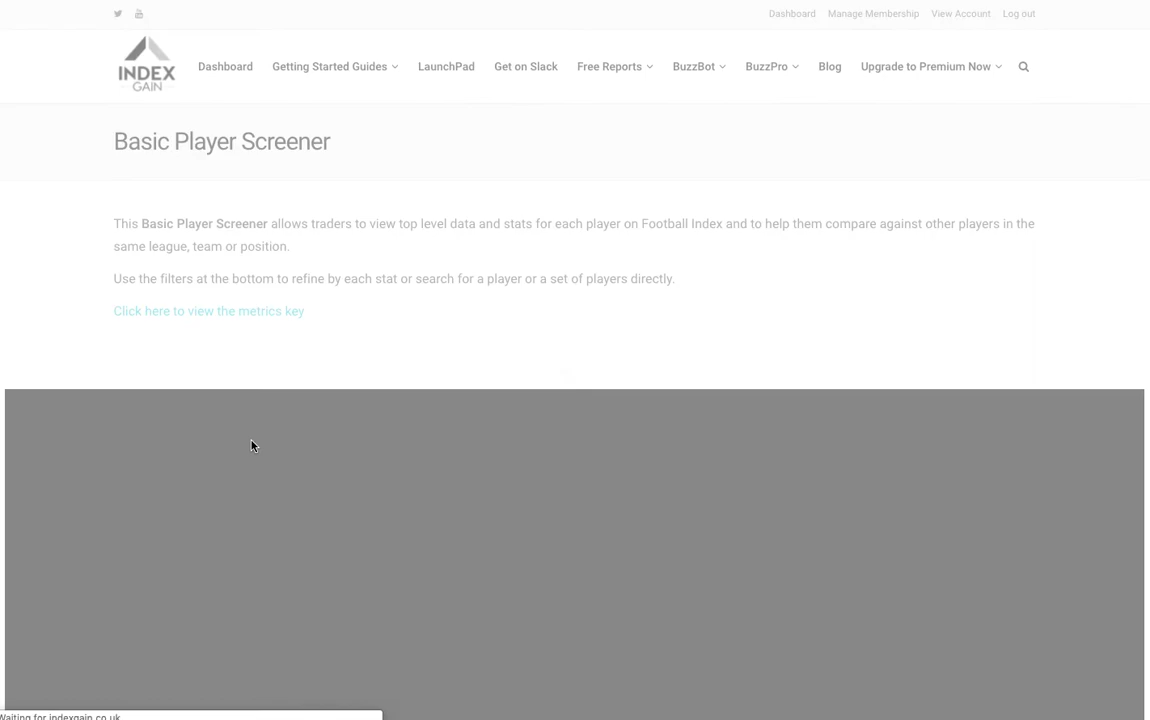 Dashboard Manage Membership View Account Log out
INDEX
GAIN
Dashboard Getting Started Guides LaunchPad Get on Slack Free Reports BuzzBot BuzzPro Blog Upgrade to Premium Now
Basic Player Screener
This Basic Player Screener allows traders to view top level data and stats for each player on Football Index and to help them compare against other players in the
same league, team or position.
Use the filters at the bottom to refine by each stat or search for a player or a set of players directly.
Click here to view the metrics key
Waiting for indexgain.co.uk